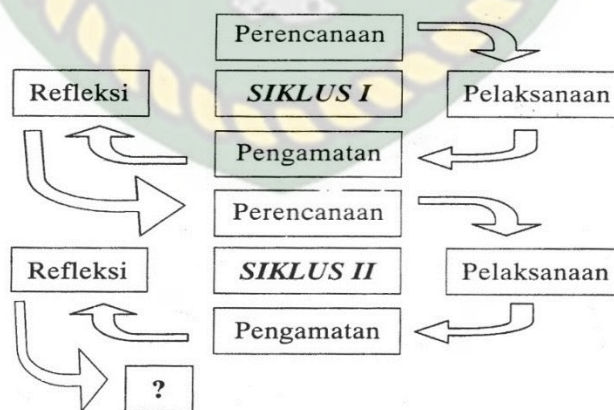 Perencanaan
Refleksi
SIKLUS I
Pelaksanaan
Pengamatan
Perencanaan
Refleksi
SIKLUS II
Pelaksanaan
Pengamatan
?